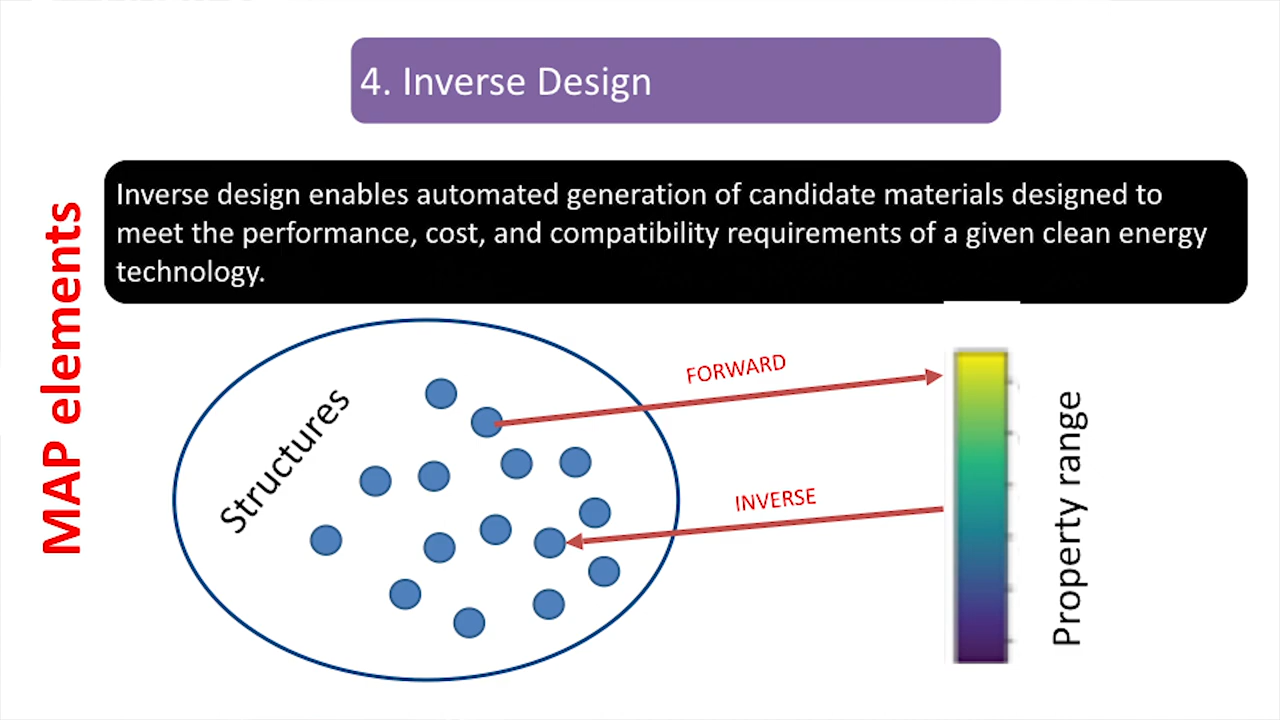 4. Inverse Design
Inverse design enables automated generation of candidate materials designed to
meet the performance, cost, and compatibility requirements of a given clean energy
technology.
MAP elements
Structures
FORWARD
INVERSE
Property range